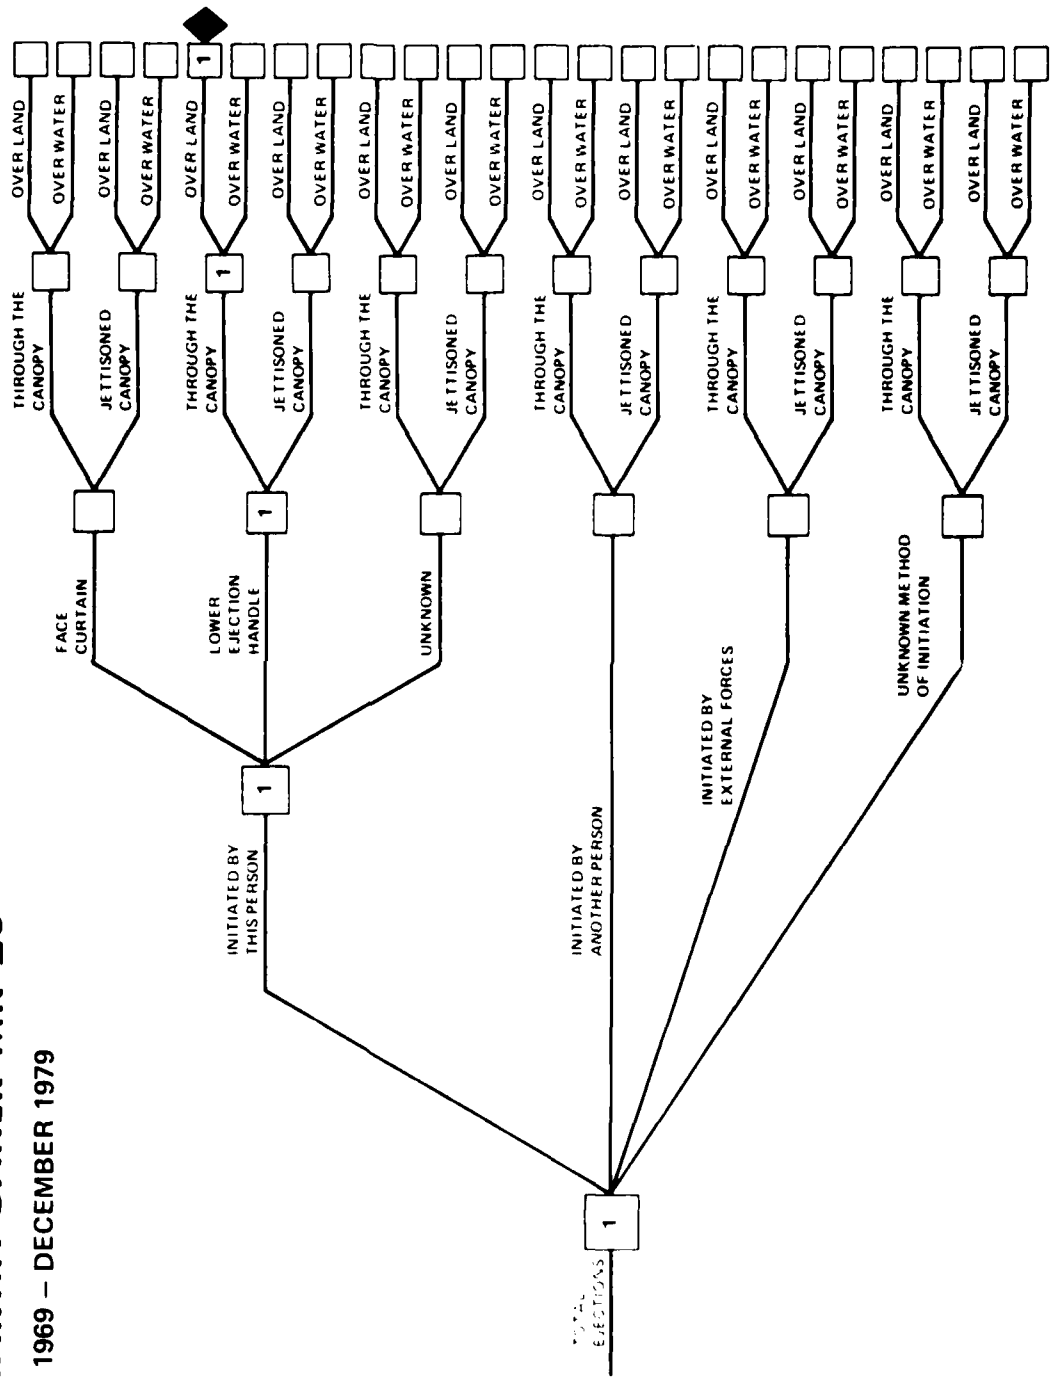 1969 – DECEMBER 1979
TOTAL
EJECTIONS
1
INITIATED BY
THIS PERSON
1
FACE
CURTAIN
THROUGH THE
CANOPY
OVER LAND
OVER WATER
JETTISONED
CANOPY
OVER LAND
OVER WATER
LOWER
EJECTION
HANDLE
1
THROUGH THE
CANOPY
1
OVER LAND
1
OVER WATER
JETTISONED
CANOPY
OVER LAND
OVER WATER
UNKNOWN
THROUGH THE
CANOPY
OVER LAND
OVER WATER
JETTISONED
CANOPY
OVER LAND
OVER WATER
INITIATED BY
ANOTHER PERSON
THROUGH THE
CANOPY
OVER LAND
OVER WATER
JETTISONED
CANOPY
OVER LAND
OVER WATER
INITIATED BY
EXTERNAL FORCES
THROUGH THE
CANOPY
OVER LAND
OVER WATER
JETTISONED
CANOPY
OVER LAND
OVER WATER
UNKNOWN METHOD
OF INITIATION
THROUGH THE
CANOPY
OVER LAND
OVER WATER
JETTISONED
CANOPY
OVER LAND
OVER WATER